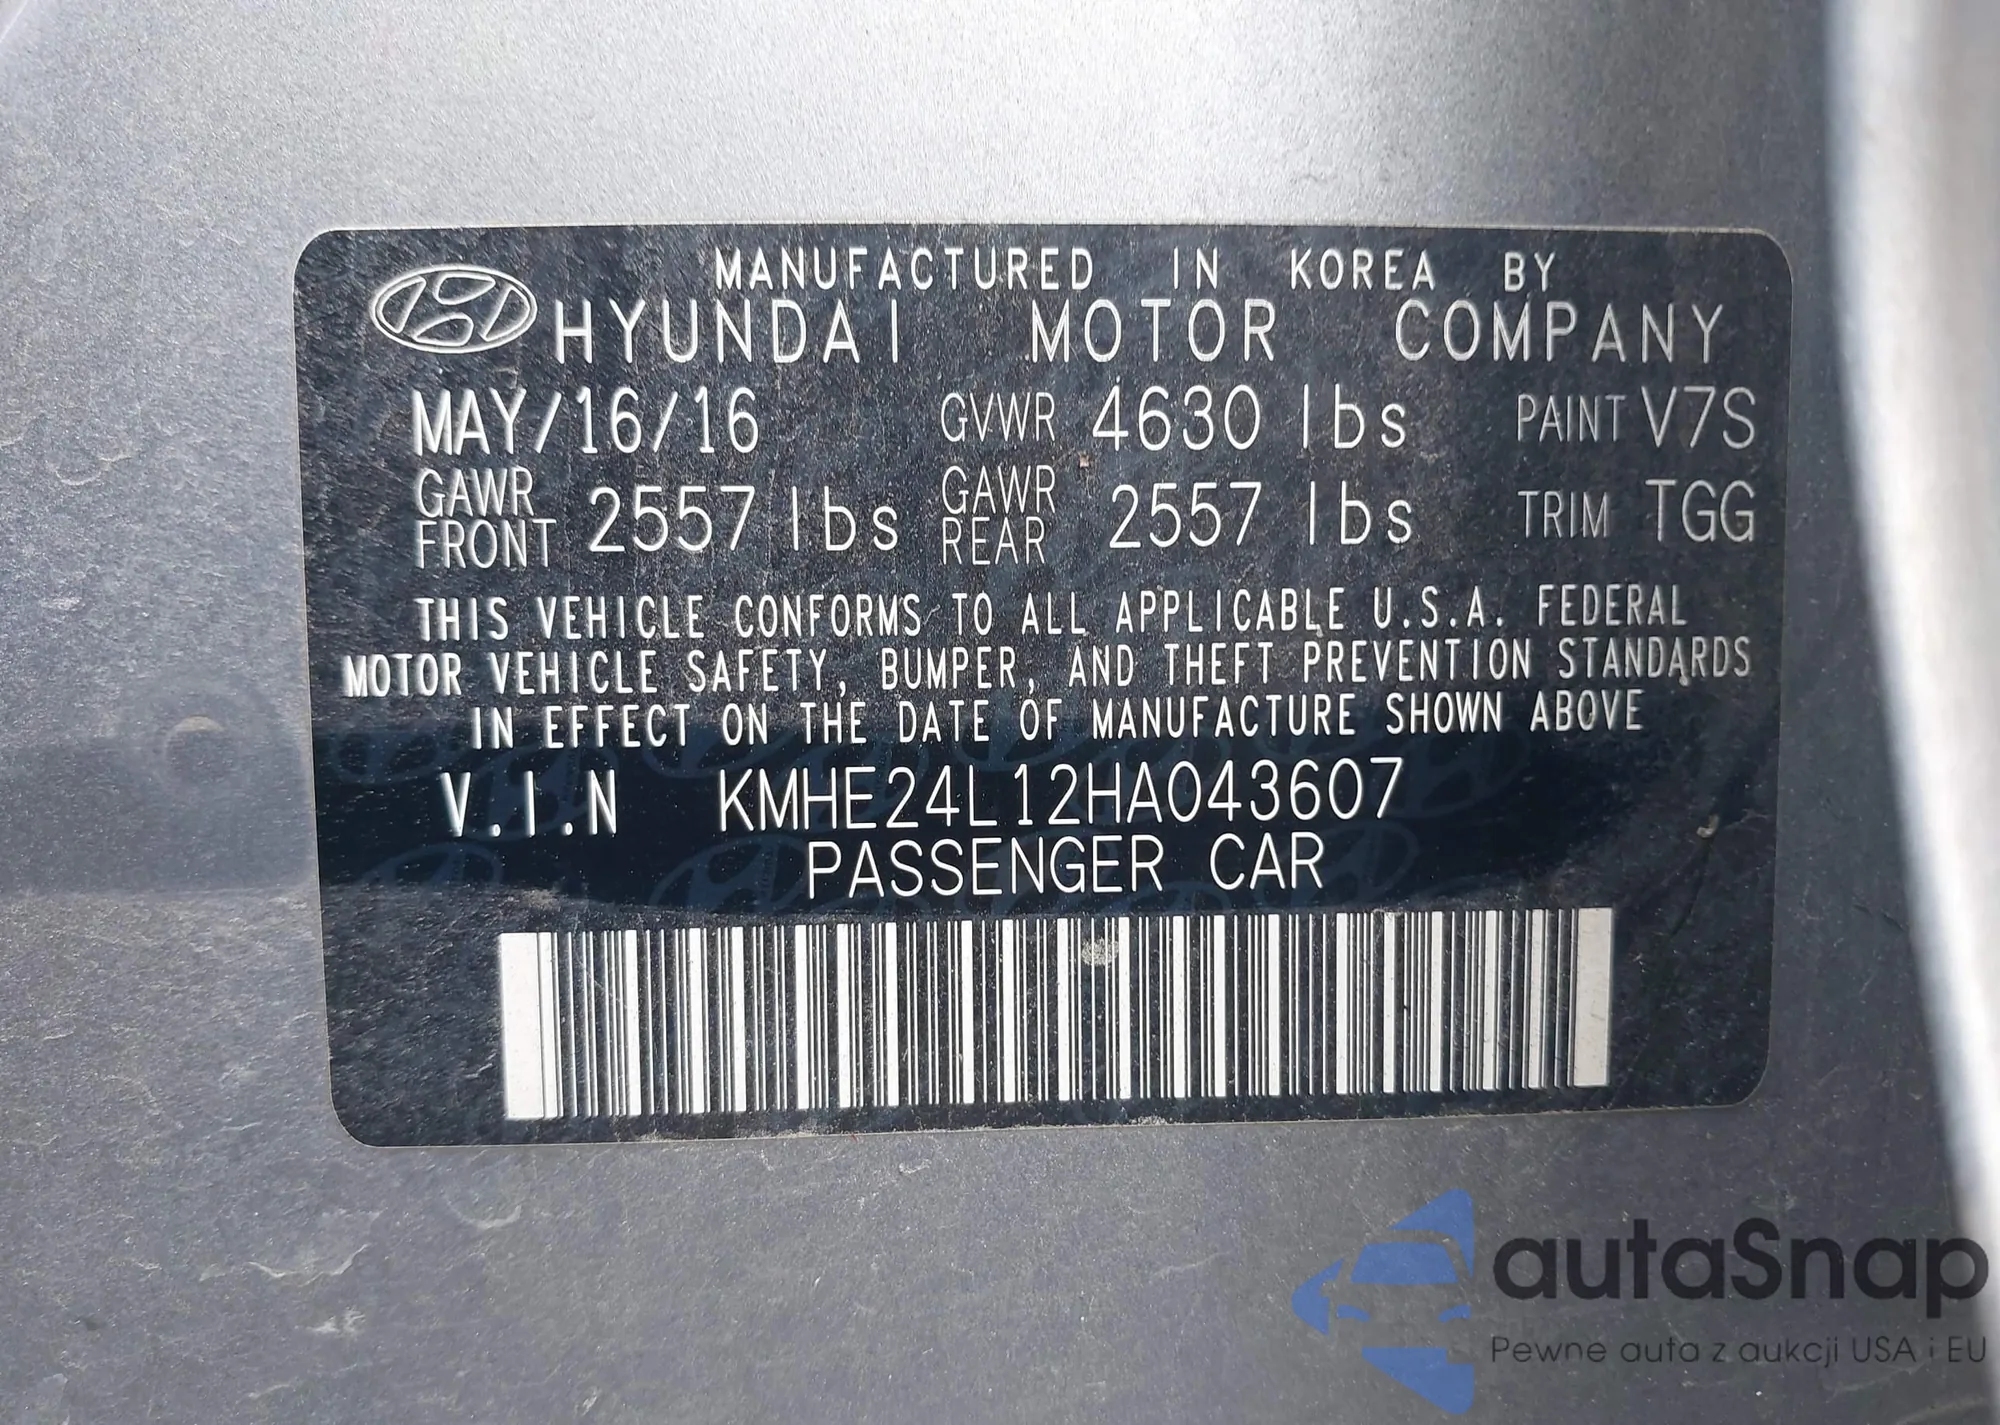 MANUFACTURED IN KOREA BY
HYUNDAI MOTOR COMPANY
MAY/16/16 GVWR 4630 lbs PAINT V7S
GAWR FRONT 2557 lbs GAWR REAR 2557 lbs TRIM TGG
THIS VEHICLE CONFORMS TO ALL APPLICABLE U.S.A. FEDERAL
MOTOR VEHICLE SAFETY, BUMPER, AND THEFT PREVENTION STANDARDS
IN EFFECT ON THE DATE OF MANUFACTURE SHOWN ABOVE
V.I.N KMHE24L12HA043607
PASSENGER CAR
autaSnap
Pewne auta z aukcji USA i EU